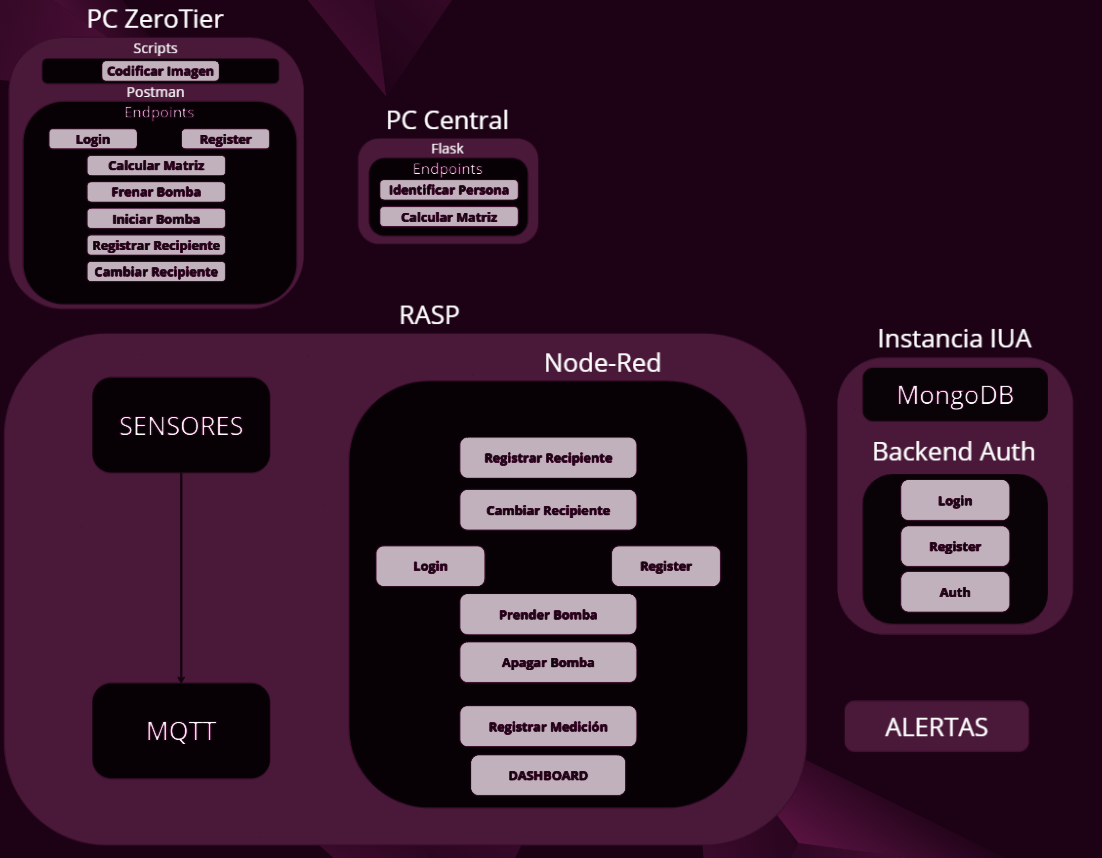 PC ZeroTier
Scripts
Codificar Imagen
Postman
Endpoints
Login
Register
Calcular Matriz
Frenar Bomba
Iniciar Bomba
Registrar Recipiente
Cambiar Recipiente
PC Central
Flask
Endpoints
Identificar Persona
Calcular Matriz
RASP
SENSORES
MQTT
Node-Red
Registrar Recipiente
Cambiar Recipiente
Login
Register
Prender Bomba
Apagar Bomba
Registrar Medición
DASHBOARD
Instancia IUA
MongoDB
Backend Auth
Login
Register
Auth
ALERTAS